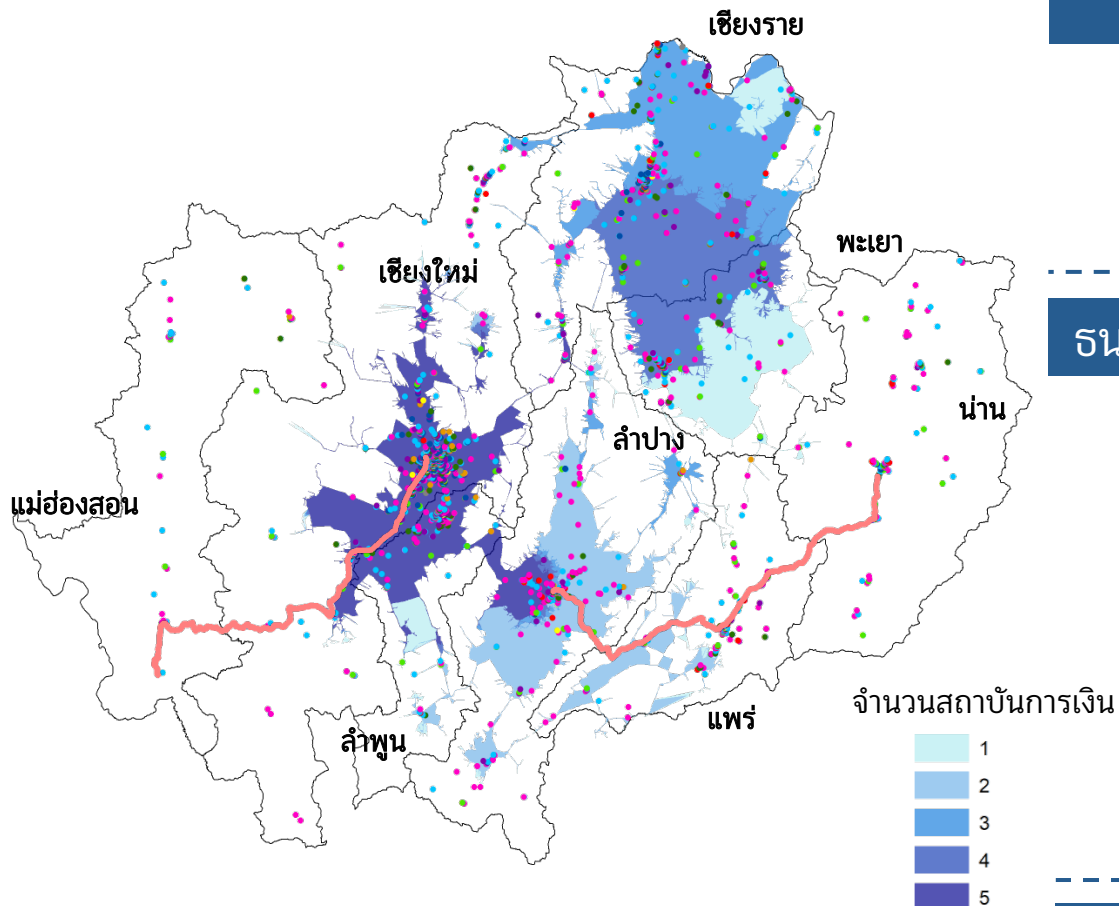 เชียงราย
พะเยา
เชียงใหม่
ธน
น่าน
ลำปาง
แม่ฮ่องสอน
จำนวนสถาบันการเงิน
แพร่
ลำพูน
1
2
3
4
5